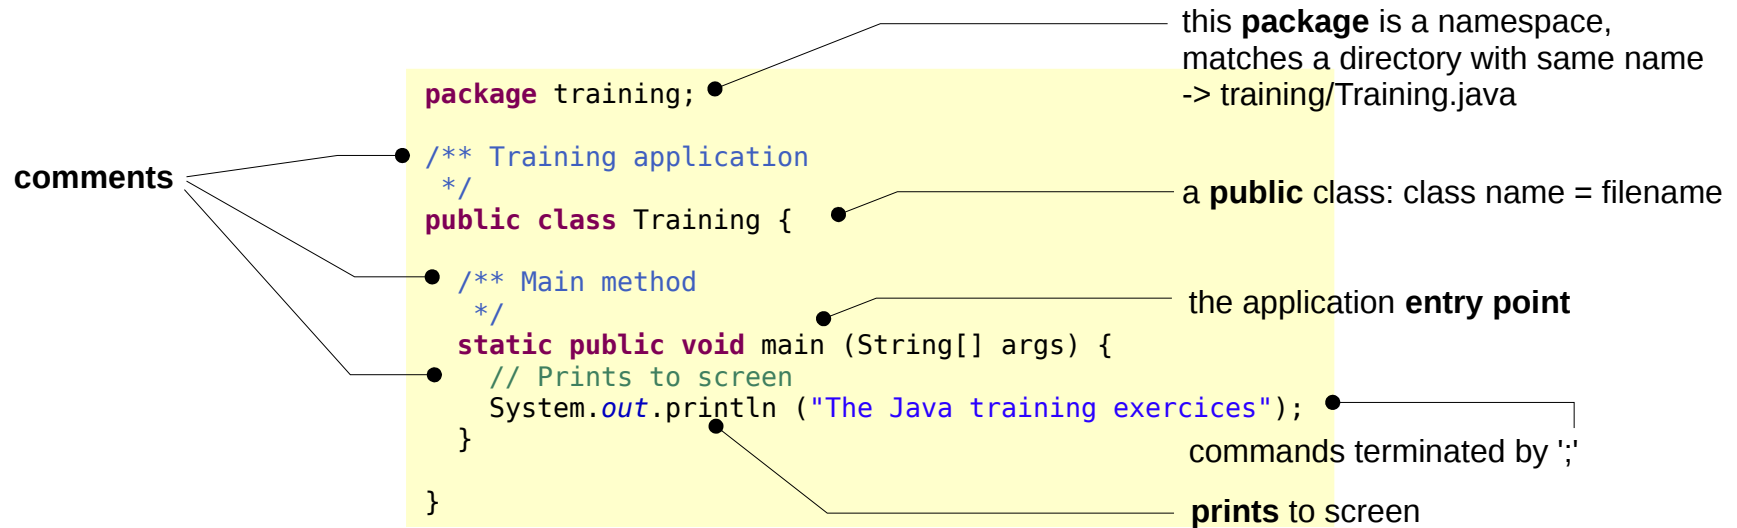 this package is a namespace,
matches a directory with same name
-> training/Training.java
package training;
comments
/** Training application
*/
public class Training {
a public class: class name = filename
/** Main method
*/
the application entry point
static public void main (String[] args) {
// Prints to screen
System.out.println ("The Java training exercices");
}
commands terminated by ';'
}
prints to screen